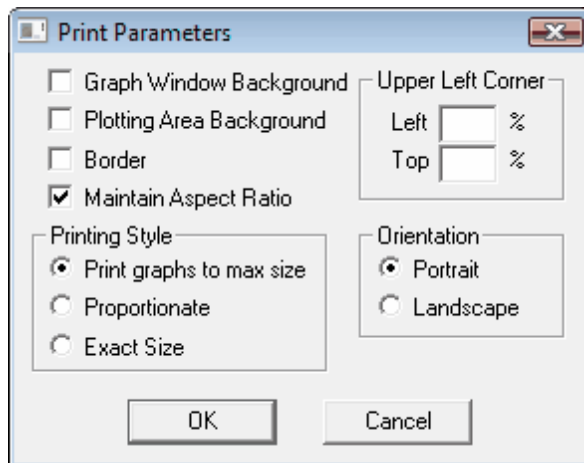 Print Parameters
Graph Window Background
Plotting Area Background
Border
Maintain Aspect Ratio
Upper Left Corner
Left %
Top %
Printing Style
Print graphs to max size
Proportionate
Exact Size
Orientation
Portrait
Landscape
OK
Cancel